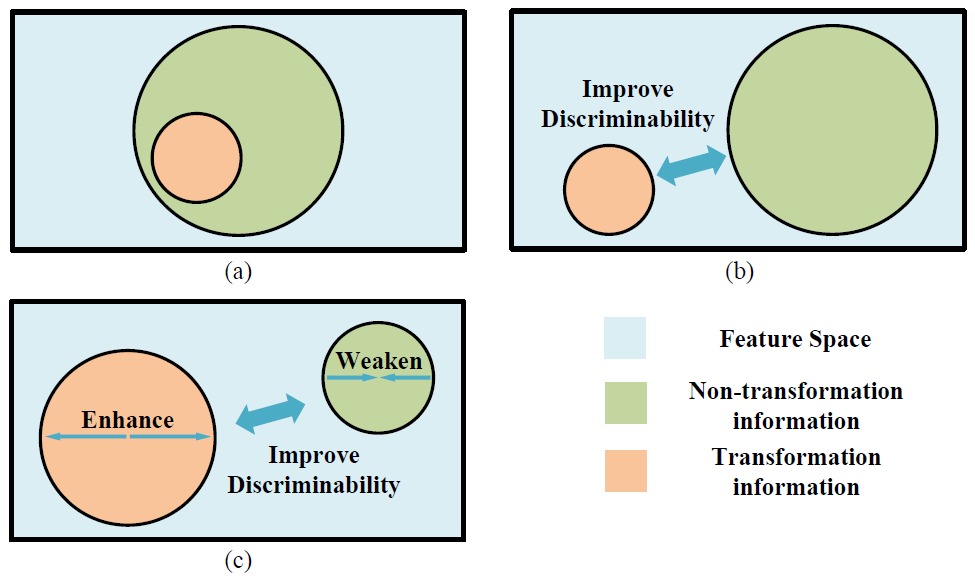 (a)
Improve
Discriminability
(b)
Enhance
Weaken
Improve
Discriminability
(c)
Feature Space
Non-transformation
information
Transformation
information